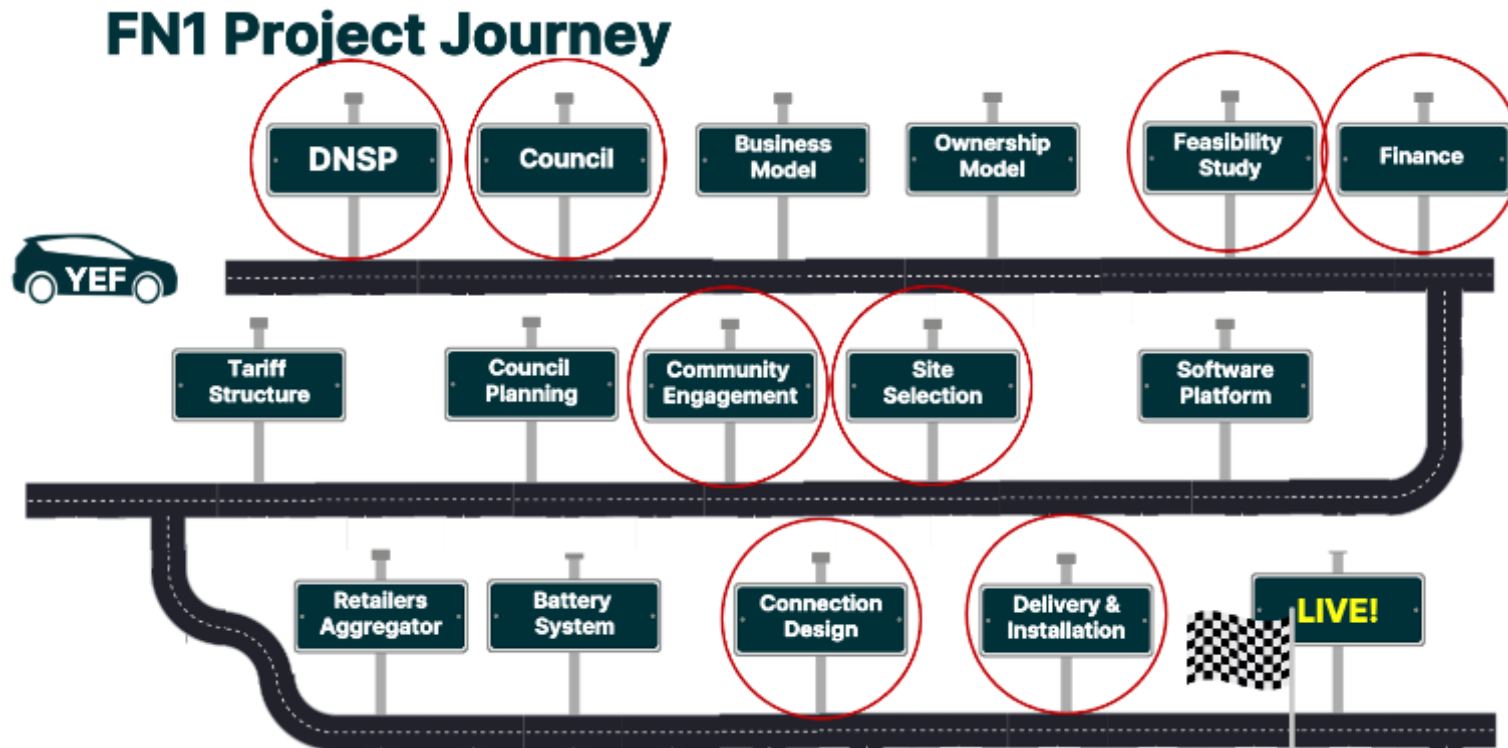 FN1 Project Journey
DNSP
Council
Business
Model
Ownership
Model
Feasibility
Study
Finance
YEF
Tariff
Structure
Council
Planning
Community
Engagement
Site
Selection
Software
Platform
Retailers
Aggregator
Battery
System
Connection
Design
Delivery &
Installation
LIVE!